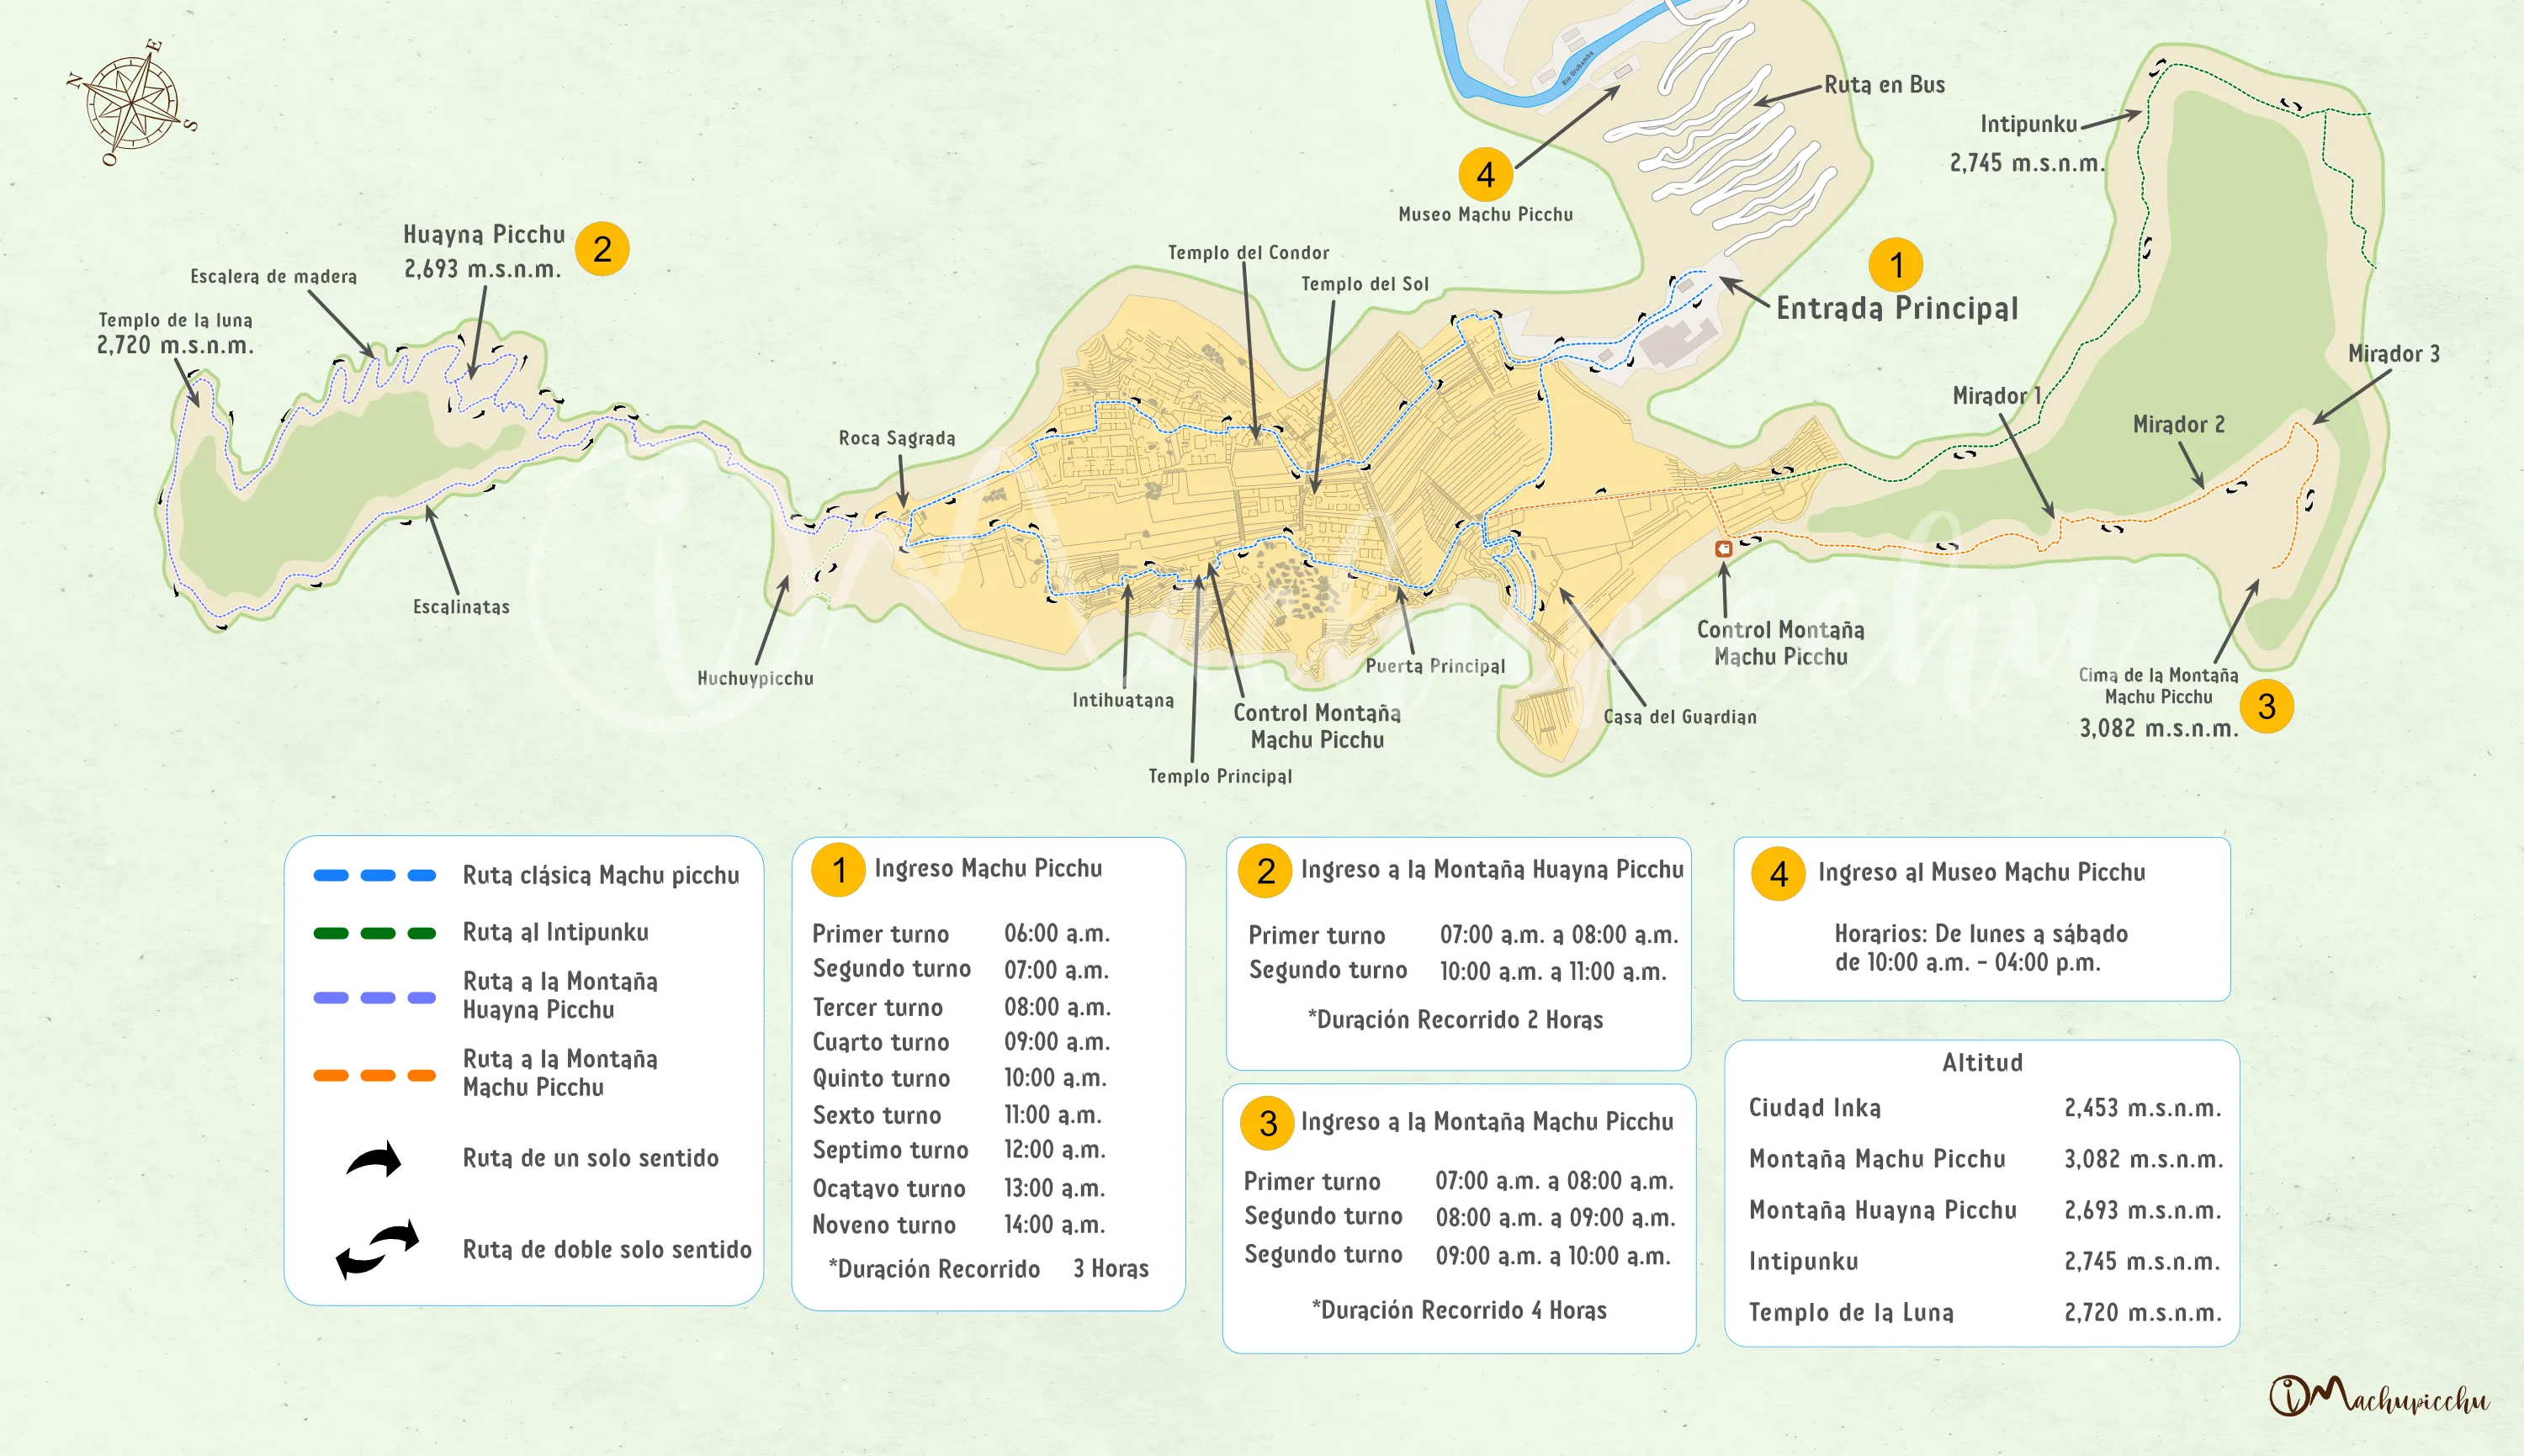 E
N
S
O
Río Urubamba
Ruta en Bus
4
Museo Machu Picchu
Intipunku
2,745 m.s.n.m.
Huayna Picchu
2,693 m.s.n.m.
2
Escalera de madera
Templo de la luna
2,720 m.s.n.m.
Templo del Condor
Templo del Sol
1
Entrada Principal
Mirador 3
Mirador 1
Mirador 2
Roca Sagrada
Escalinatas
Huchuypicchu
Intihuatana
Control Montaña
Machu Picchu
Templo Principal
Puerta Principal
Casa del Guardian
Control Montaña
Machu Picchu
Cima de la Montaña
Machu Picchu
3,082 m.s.n.m.
3
iMachupicchu
Ruta clásica Machu picchu
Ruta al Intipunku
Ruta a la Montaña
Huayna Picchu
Ruta a la Montaña
Machu Picchu
Ruta de un solo sentido
Ruta de doble solo sentido
1 Ingreso Machu Picchu
Primer turno 06:00 a.m.
Segundo turno 07:00 a.m.
Tercer turno 08:00 a.m.
Cuarto turno 09:00 a.m.
Quinto turno 10:00 a.m.
Sexto turno 11:00 a.m.
Septimo turno 12:00 a.m.
Ocatavo turno 13:00 a.m.
Noveno turno 14:00 a.m.
*Duración Recorrido 3 Horas
2 Ingreso a la Montaña Huayna Picchu
Primer turno 07:00 a.m. a 08:00 a.m.
Segundo turno 10:00 a.m. a 11:00 a.m.
*Duración Recorrido 2 Horas
3 Ingreso a la Montaña Machu Picchu
Primer turno 07:00 a.m. a 08:00 a.m.
Segundo turno 08:00 a.m. a 09:00 a.m.
Segundo turno 09:00 a.m. a 10:00 a.m.
*Duración Recorrido 4 Horas
4 Ingreso al Museo Machu Picchu
Horarios: De lunes a sábado
de 10:00 a.m. - 04:00 p.m.
Altitud
Ciudad Inka 2,453 m.s.n.m.
Montaña Machu Picchu 3,082 m.s.n.m.
Montaña Huayna Picchu 2,693 m.s.n.m.
Intipunku 2,745 m.s.n.m.
Templo de la Luna 2,720 m.s.n.m.
iMachupicchu